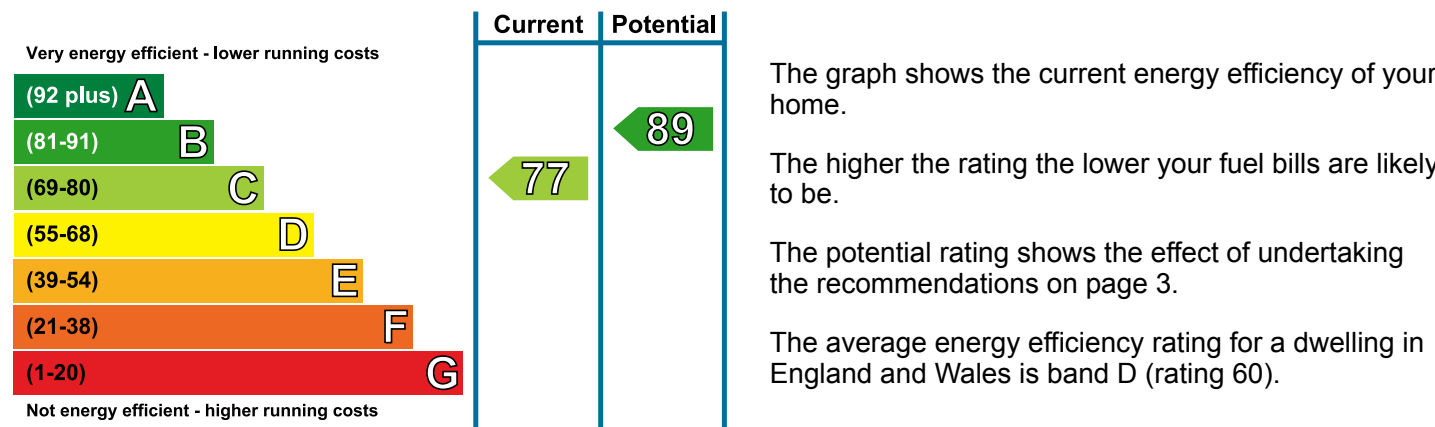 Current Potential
Very energy efficient - lower running costs
(92 plus) A
(81-91) B
(69-80) C
(55-68) D
(39-54) E
(21-38) F
(1-20) G
Not energy efficient - higher running costs
89
77
The graph shows the current energy efficiency of your
home.
The higher the rating the lower your fuel bills are likely
to be.
The potential rating shows the effect of undertaking
the recommendations on page 3.
The average energy efficiency rating for a dwelling in
England and Wales is band D (rating 60).